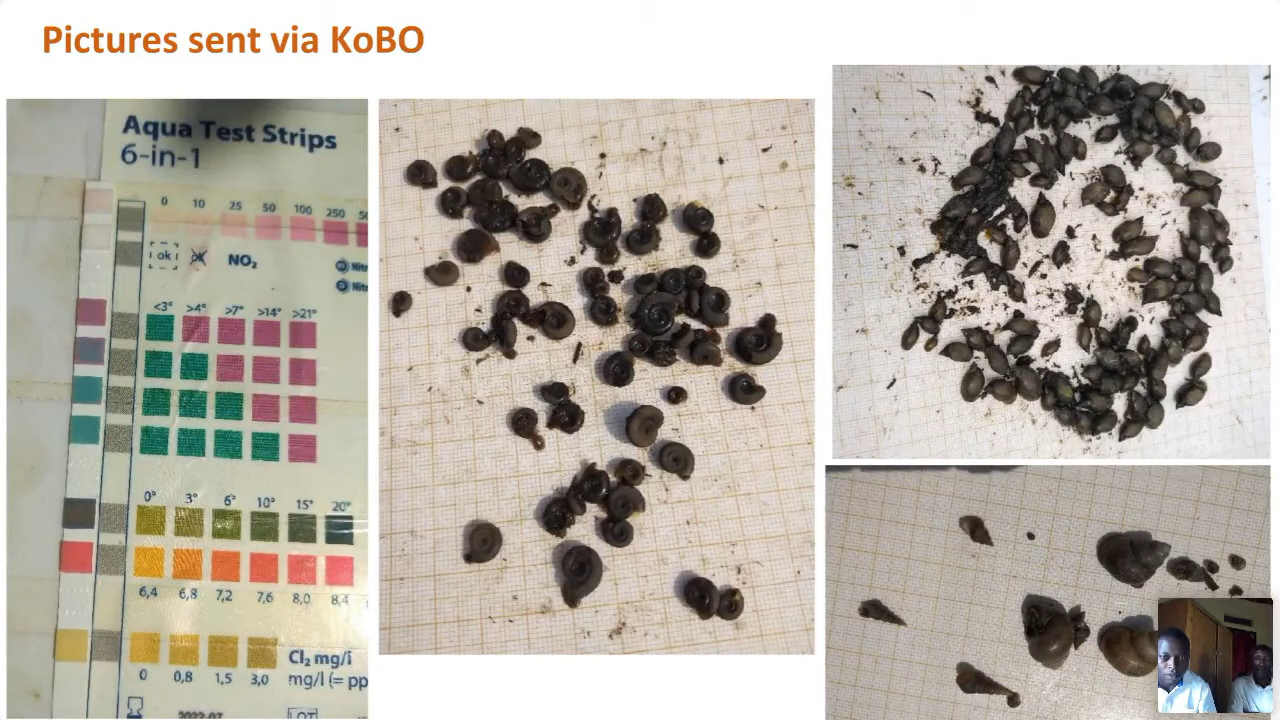 Pictures sent via KoBO
Aqua Test Strips
6-in-1
0 10 25 50 100 250
ok ok NO₂
<3° >4° >7° >14° >21°
0° 3° 6° 10° 15° 20°
6,4 6,8 7,2 7,6 8,0 8,4
Cl₂ mg/l
0 0,8 1,5 3,0 mg/l (= pp
2022-07 LOT